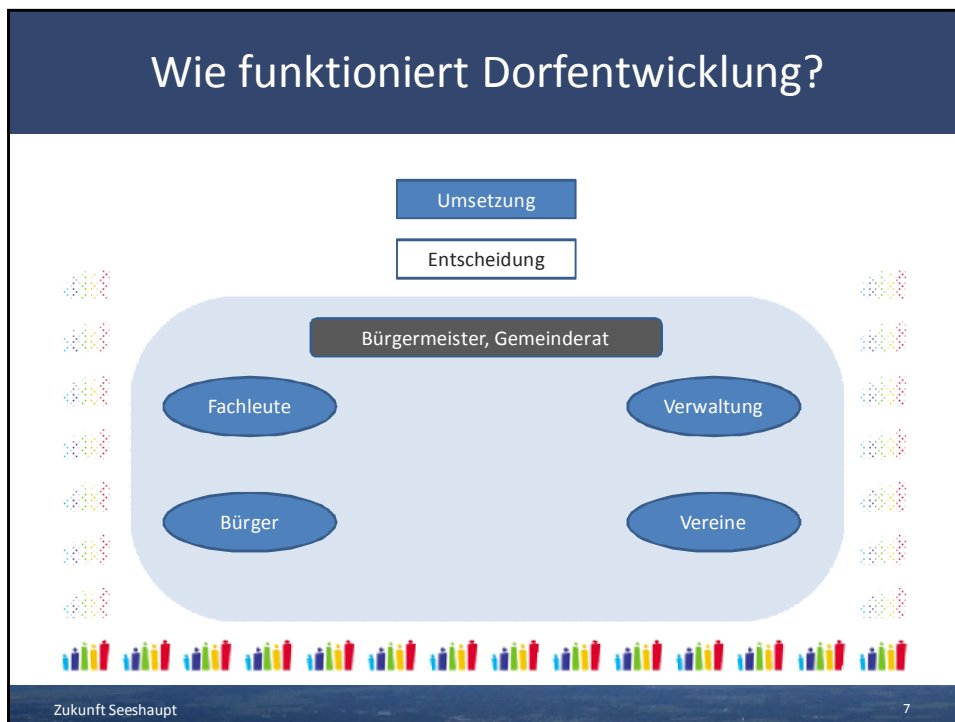 Wie funktioniert Dorfentwicklung?
Umsetzung
Entscheidung
Bürgermeister, Gemeinderat
Fachleute
Verwaltung
Bürger
Vereine
Zukunft Seeshaupt
7